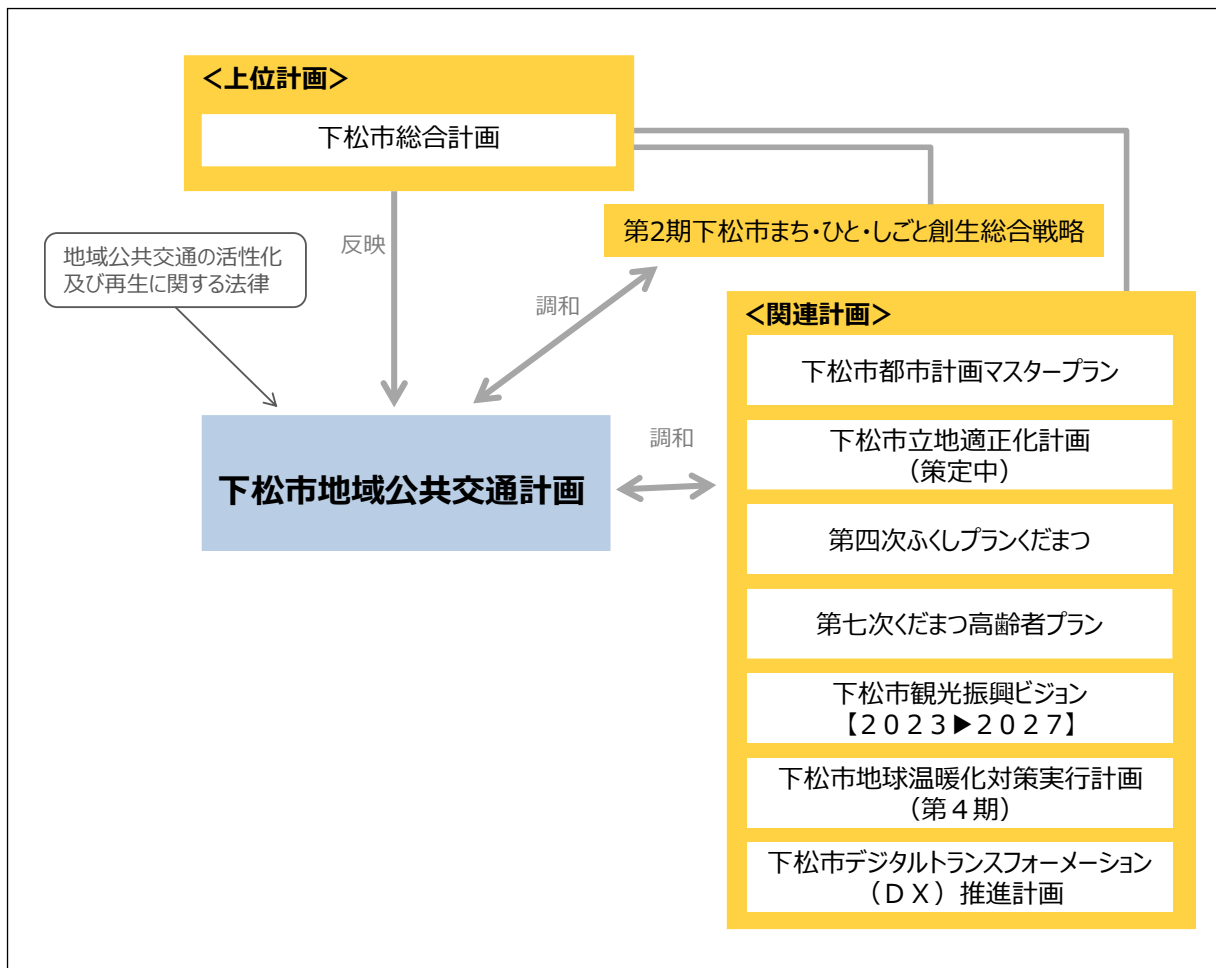 ＜上位計画＞
下松市総合計画
反映
地域公共交通の活性化
及び再生に関する法律
第2期下松市まち・ひと・しごと創生総合戦略
調和
下松市地域公共交通計画
調和
＜関連計画＞
下松市都市計画マスタープラン
下松市立地適正化計画
（策定中）
第四次ふくしプランくだまつ
第七次くだまつ高齢者プラン
下松市観光振興ビジョン
【２０２３▶２０２７】
下松市地球温暖化対策実行計画
（第４期）
下松市デジタルトランスフォーメーション
（ＤＸ）推進計画